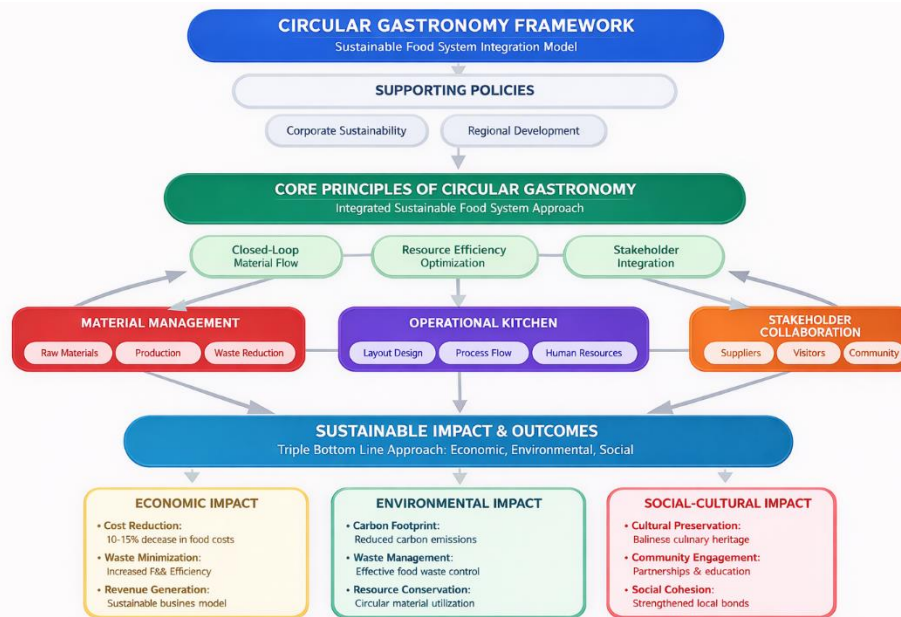 CIRCULAR GASTRONOMY FRAMEWORK
Sustainable Food System Integration Model
SUPPORTING POLICIES
Corporate Sustainability
Regional Development
CORE PRINCIPLES OF CIRCULAR GASTRONOMY
Integrated Sustainable Food System Approach
Closed-Loop
Material Flow
Resource Efficiency
Optimization
Stakeholder
Integration
MATERIAL MANAGEMENT
Raw Materials
Production
Waste Reduction
OPERATIONAL KITCHEN
Layout Design
Process Flow
Human Resources
STAKEHOLDER
COLLABORATION
Suppliers
Visitors
Community
SUSTAINABLE IMPACT & OUTCOMES
Triple Bottom Line Approach: Economic, Environmental, Social
ECONOMIC IMPACT
• Cost Reduction:
10-15% decease in food costs
• Waste Minimization:
Increased F&& Efficiency
• Revenue Generation:
Sustainable busines model
ENVIRONMENTAL IMPACT
• Carbon Footprint:
Reduced carbon emissions
• Waste Management:
Effective food waste control
• Resource Conservation:
Circular material utilization
SOCIAL-CULTURAL IMPACT
• Cultural Preservation:
Balinese culinary heritage
• Community Engagement:
Partnerships & education
• Social Cohesion:
Strengthened local bonds